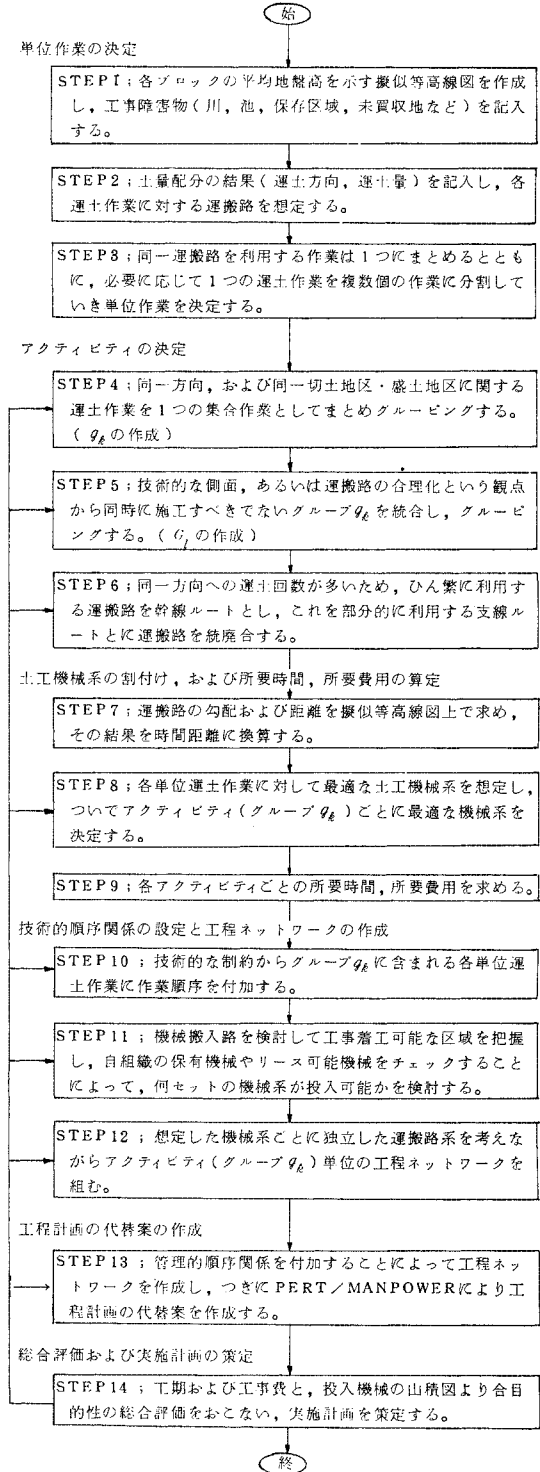 始
単位作業の決定
STEP1;各ブロックの平均地盤高を示す擬似等高線図を作成
し,工事障害物(川,池,保存区域,未買収地など)を記入
する。
STEP2;土量配分の結果(運土方向,運土量)を記入し,各
運土作業に対する運搬路を想定する。
STEP3;同一運搬路を利用する作業は1つにまとめるととも
に,必要に応じて1つの運土作業を複数個の作業に分割して
いき単位作業を決定する。
アクティビティの決定
STEP4;同一方向,および同一切土地区・盛土地区に関する
運土作業を1つの集合作業としてまとめグルーピングする。
(gkの作成)
STEP5;技術的な側面,あるいは運搬路の合理化という観点
から同時に施工すべきでないグループgkを統合し,グルーピ
ングする。(Glの作成)
STEP6;同一方向への運土回数が多いため,ひん繁に利用す
る運搬路を幹線ルートとし,これを部分的に利用する支線ル
ートとに運搬路を統廃合する。
土工機械系の割付け,および所要時間,所要費用の算定
STEP7;運搬路の勾配および距離を擬似等高線図上で求め,
その結果を時間距離に換算する。
STEP8;各単位運土作業に対して最適な土工機械系を想定し,
ついでアクティビティ(グループgk)ごとに最適な機械系を
決定する。
STEP9;各アクティビティごとの所要時間,所要費用を求める。
技術的順序関係の設定と工程ネットワークの作成
STEP10;技術的な制約からグループgkに含まれる各単位運
土作業に作業順序を付加する。
STEP11;機械搬入路を検討して工事着工可能な区域を把握
し,自組織の保有機械やリース可能機械をチェックすること
によって,何セットの機械系が投入可能かを検討する。
STEP12;想定した機械系ごとに独立した運搬路系を考えな
がらアクティビティ(グループgk)単位の工程ネットワークを
組む。
工程計画の代替案の作成
STEP13;管理的順序関係を付加することによって工程ネッ
トワークを作成し,つぎにPERT/MANPOWERにより工
程計画の代替案を作成する。
総合評価および実施計画の策定
STEP14;工期および工事費と,投入機械の山積図より合目
的性の総合評価をおこない,実施計画を策定する。
終